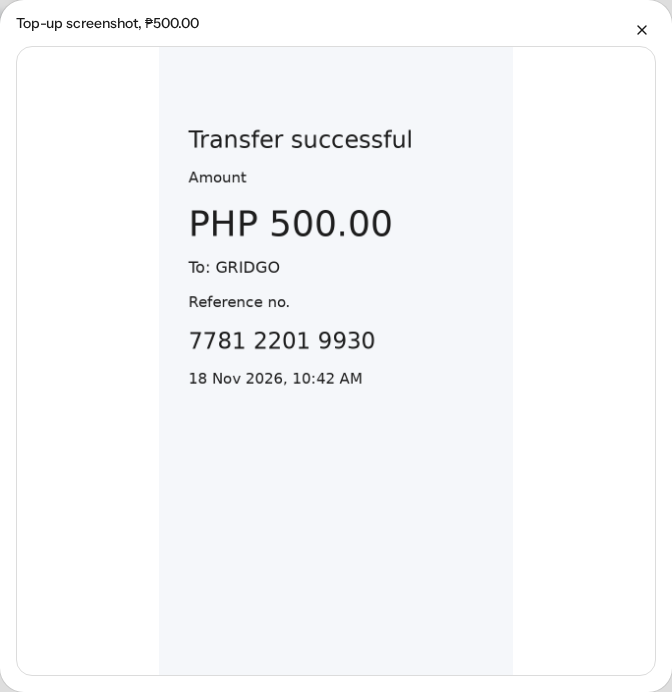 Top-up screenshot, ₱500.00
Transfer successful
Amount
PHP 500.00
To: GRIDGO
Reference no.
7781 2201 9930
18 Nov 2026, 10:42 AM